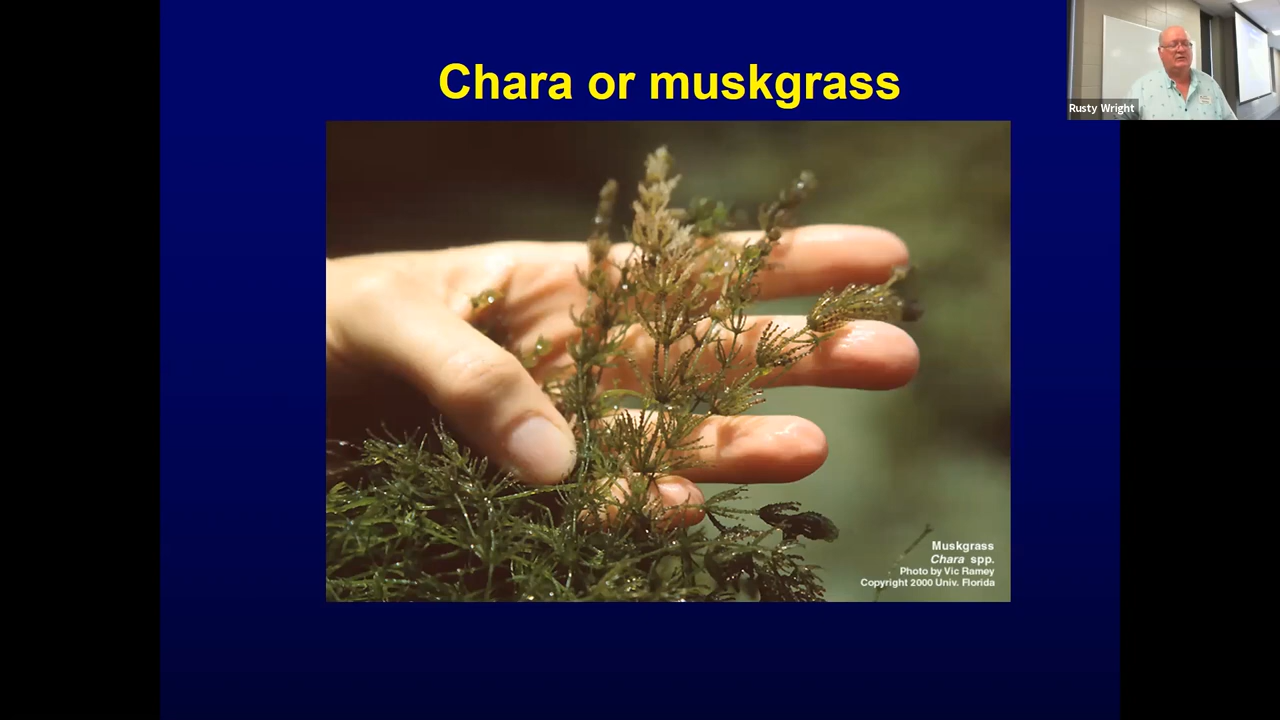 Chara or muskgrass
Rusty Wright
Muskgrass
Chara spp.
Photo by Vic Ramey
Copyright 2000 Univ. Florida